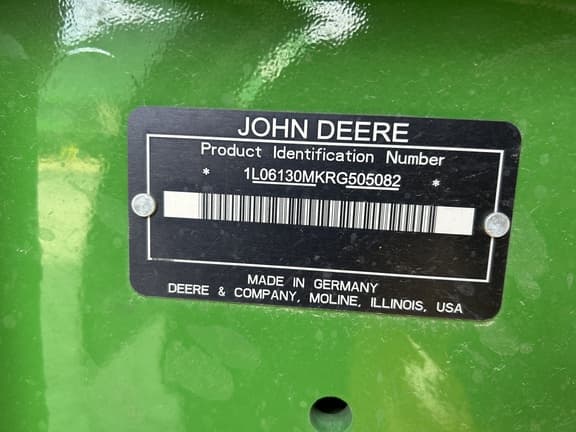 JOHN DEERE
Product Identification Number
* 1L06130MKRG505082 *
MADE IN GERMANY
DEERE & COMPANY, MOLINE, ILLINOIS, USA